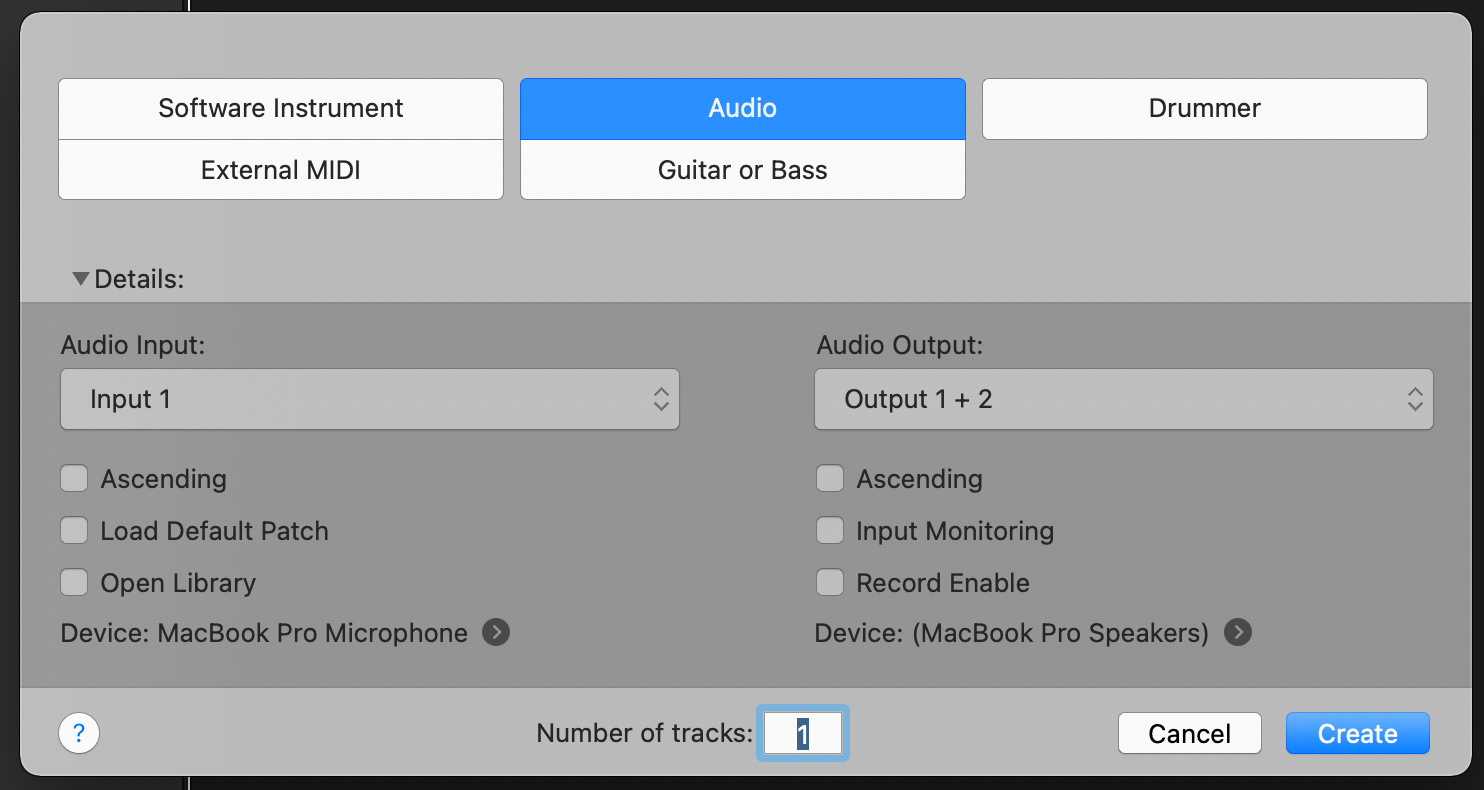 Software Instrument
Audio
Drummer
External MIDI
Guitar or Bass
Details:
Audio Input:
Audio Output:
Input 1
Output 1 + 2
Ascending
Ascending
Load Default Patch
Input Monitoring
Open Library
Record Enable
Device: MacBook Pro Microphone
Device: (MacBook Pro Speakers)
?
Number of tracks: 1
Cancel
Create